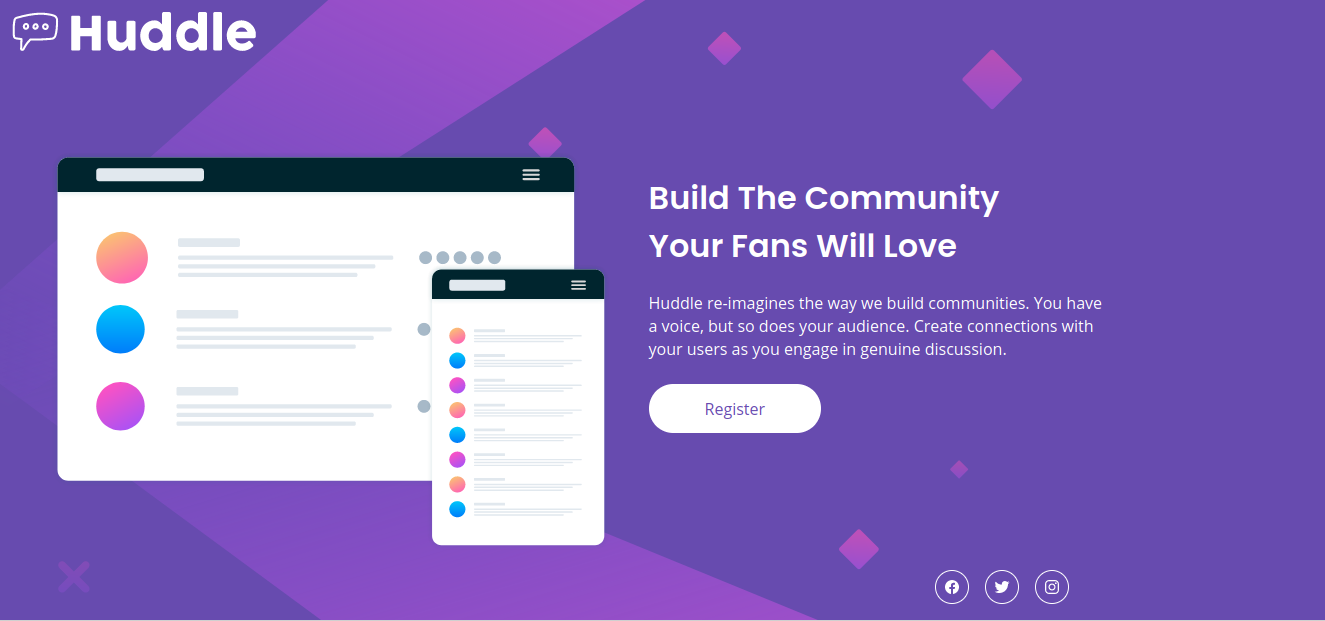 Huddle
Build The Community
Your Fans Will Love
Huddle re-imagines the way we build communities. You have
a voice, but so does your audience. Create connections with
your users as you engage in genuine discussion.
Register